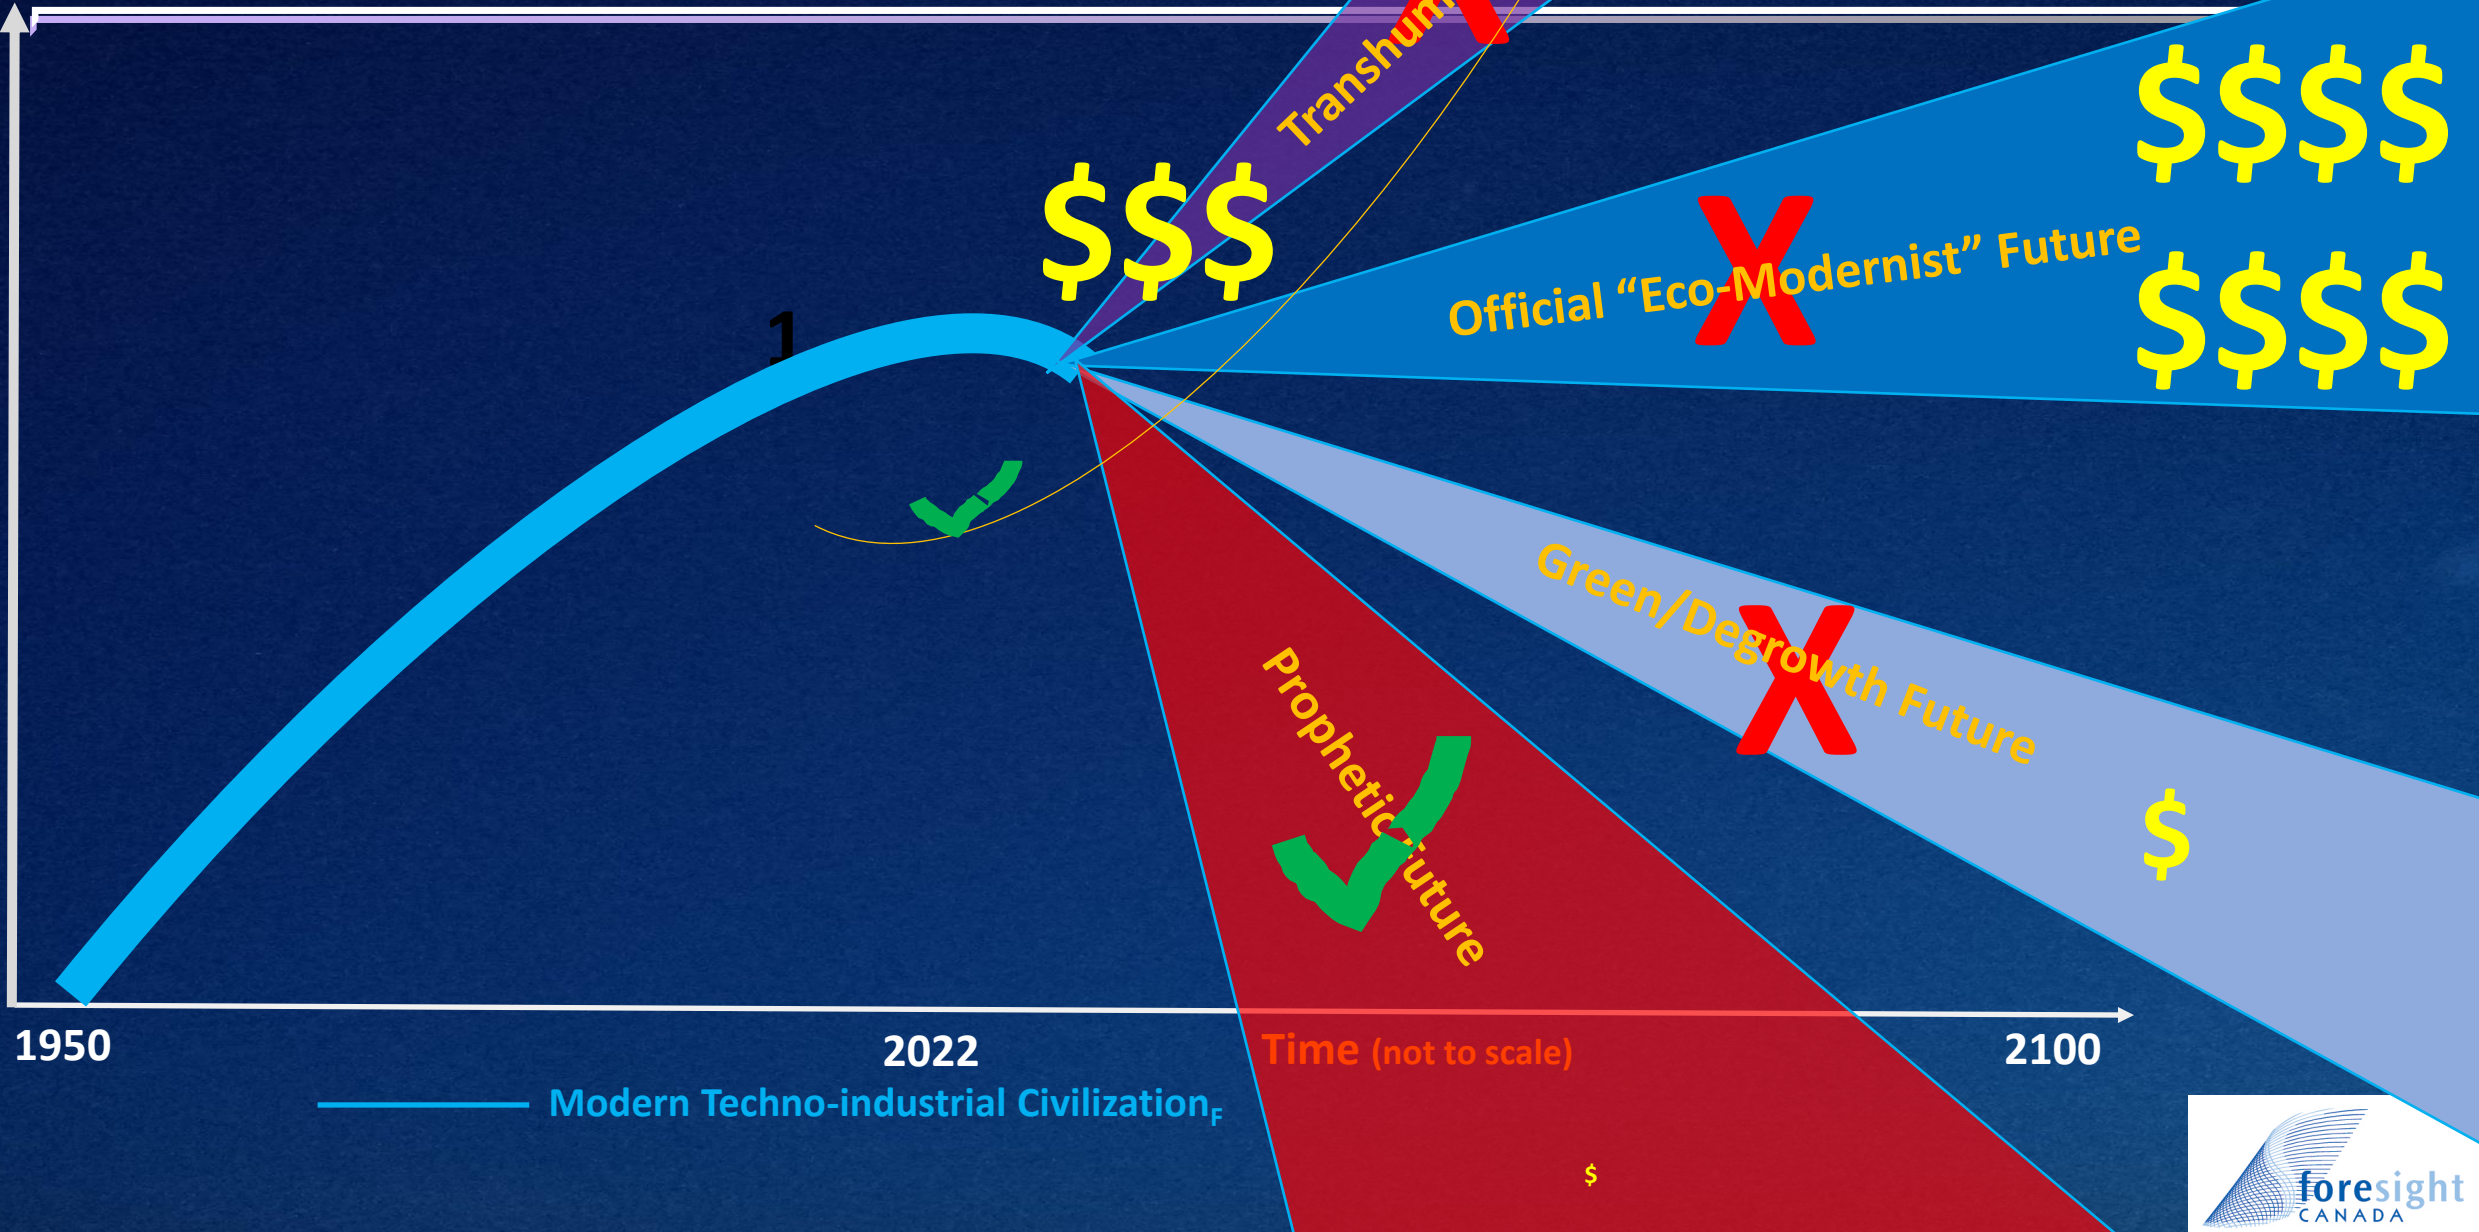 Transhum
$$$
$$$$
X
Official “Eco-Modernist” Future
$$$$
1
Green/Degrowth Future
X
Prophetic Future
$
1950
2022
Time (not to scale)
2100
Modern Techno-industrial CivilizationF
$
foresight
CANADA